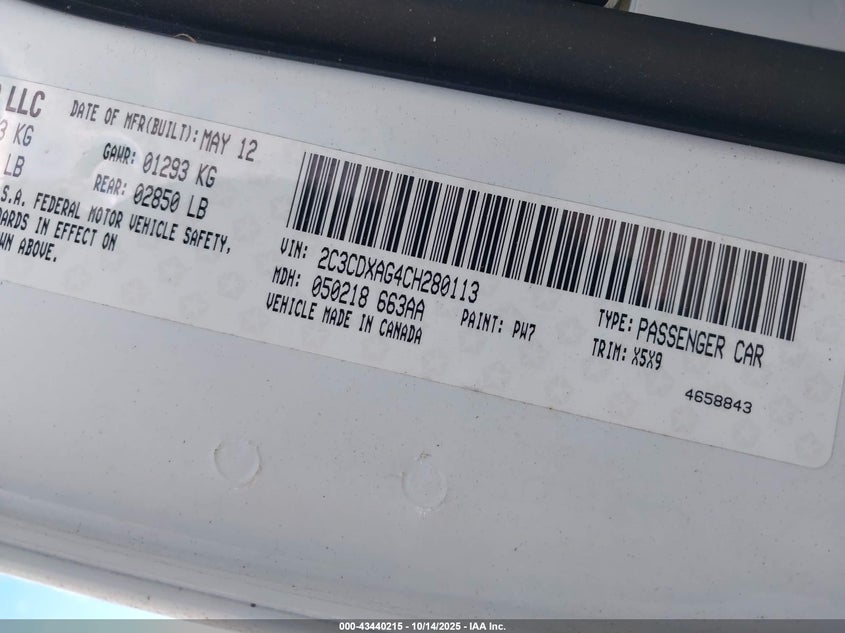 LLC
DATE OF MFR(BUILT): MAY 12
KG
GAWR: 01293 KG
LB
REAR: 02850 LB
S.A. FEDERAL MOTOR VEHICLE SAFETY,
IN EFFECT ON
ABOVE.
VIN: 2C3CDXAG4CH280113
MDH: 050218 663AA
VEHICLE MADE IN CANADA
PAINT: PW7
TYPE: PASSENGER CAR
TRIM: X5X9
4658843
000-43440215 - 10/14/2025 - IAA Inc.